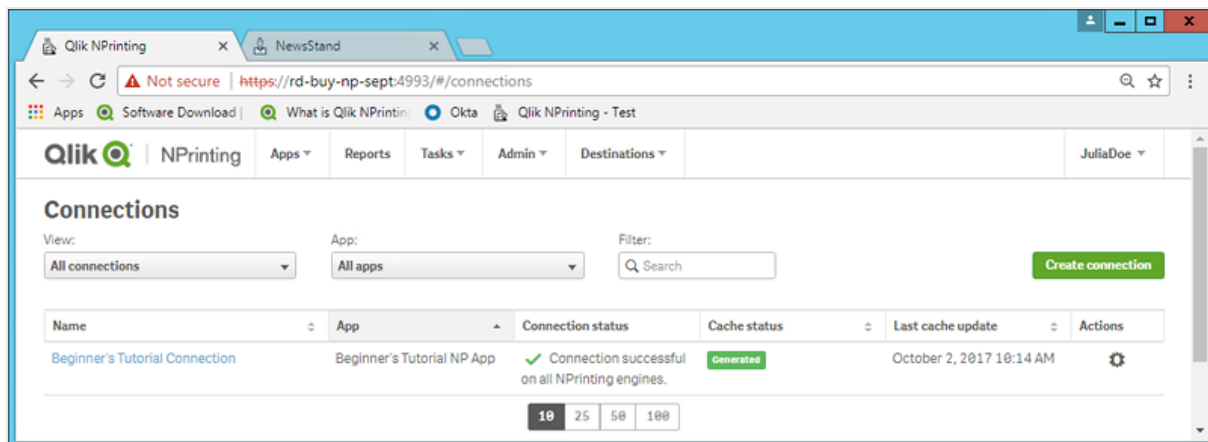 Qlik NPrinting
NewsStand
Not secure | https://rd-buy-np-sept:4993/#/connections
Apps Software Download | What is Qlik NPrintin Okta Qlik NPrinting - Test
Qlik NPrinting Apps Reports Tasks Admin Destinations JuliaDoe
Connections
View: App: Filter:
All connections All apps Search Create connection
Name App Connection status Cache status Last cache update Actions
Beginner's Tutorial Connection Beginner's Tutorial NP App Connection successful Generated October 2, 2017 10:14 AM
on all NPrinting engines.
10 25 50 100